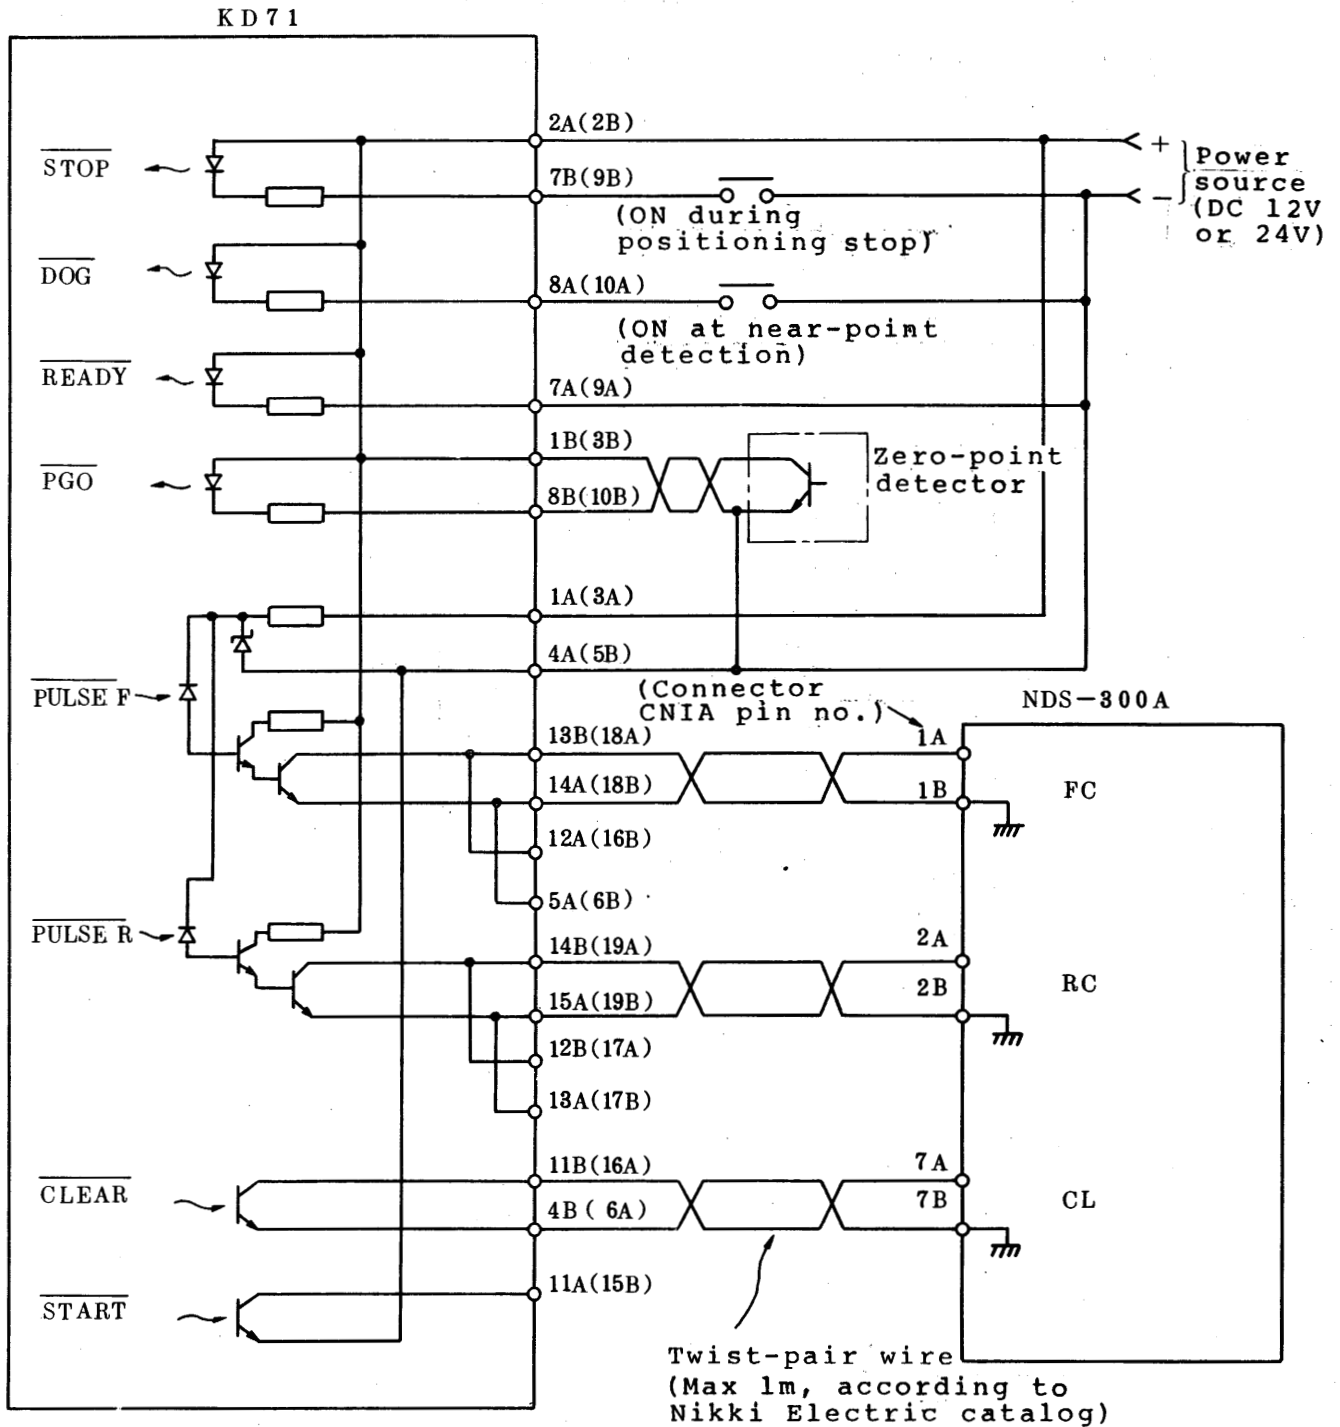 KD71
2A(2B)
+
Power
source
(DC 12V
or 24V)
STOP
7B(9B)
−
(ON during
positioning stop)
DOG
8A(10A)
(ON at near-point
detection)
READY
7A(9A)
1B(3B)
Zero-point
detector
PGO
8B(10B)
1A(3A)
4A(5B)
PULSE F
(Connector
CNIA pin no.)
NDS-300A
13B(18A)
1A
14A(18B)
1B
FC
12A(16B)
5A(6B)
PULSE R
14B(19A)
2A
15A(19B)
2B
RC
12B(17A)
13A(17B)
11B(16A)
7A
CLEAR
4B( 6A)
7B
CL
11A(15B)
START
Twist-pair wire
(Max 1m, according to
Nikki Electric catalog)